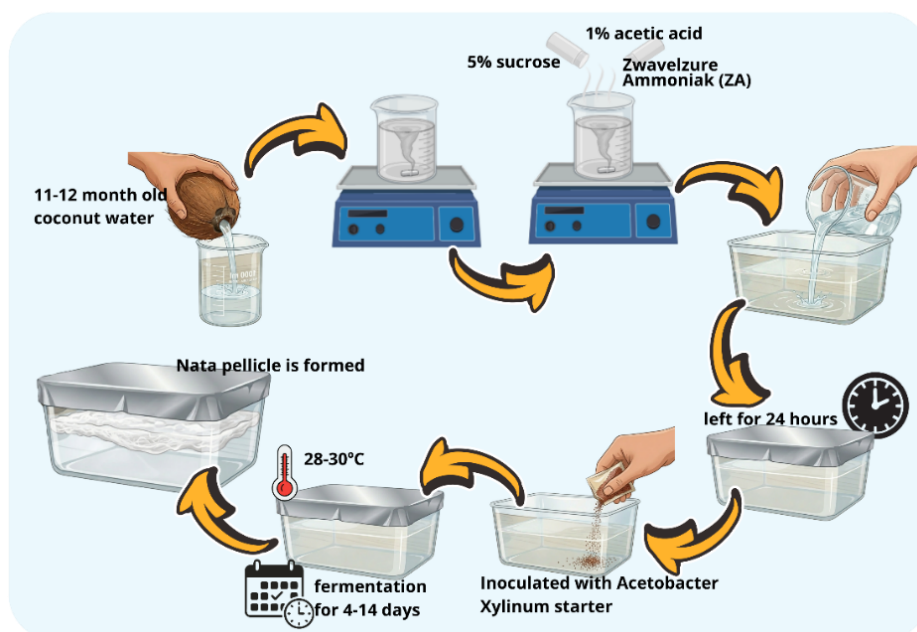 1% acetic acid
5% sucrose
Zwavelzure
Ammoniak (ZA)
11-12 month old
coconut water
Nata pellicle is formed
left for 24 hours
28-30°C
Inoculated with Acetobacter
Xylinum starter
fermentation
for 4-14 days